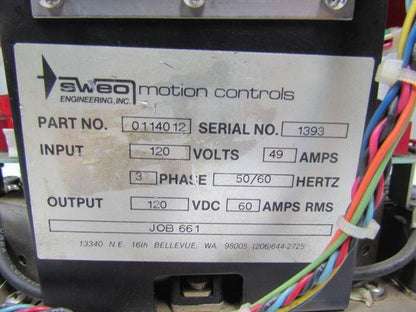 sweo motion controls
ENGINEERING, INC.
PART NO. 0114012 SERIAL NO. 1393
INPUT 120 VOLTS 49 AMPS
3 PHASE 50/60 HERTZ
OUTPUT 120 VDC 60 AMPS RMS
JOB 661
13340 N.E. 16th BELLEVUE, WA 98005 (206)644-2725